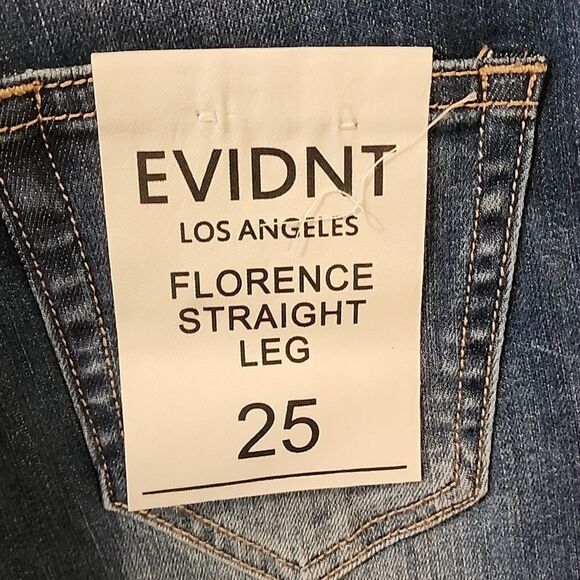 EVIDNT
LOS ANGELES
FLORENCE
STRAIGHT
LEG
25